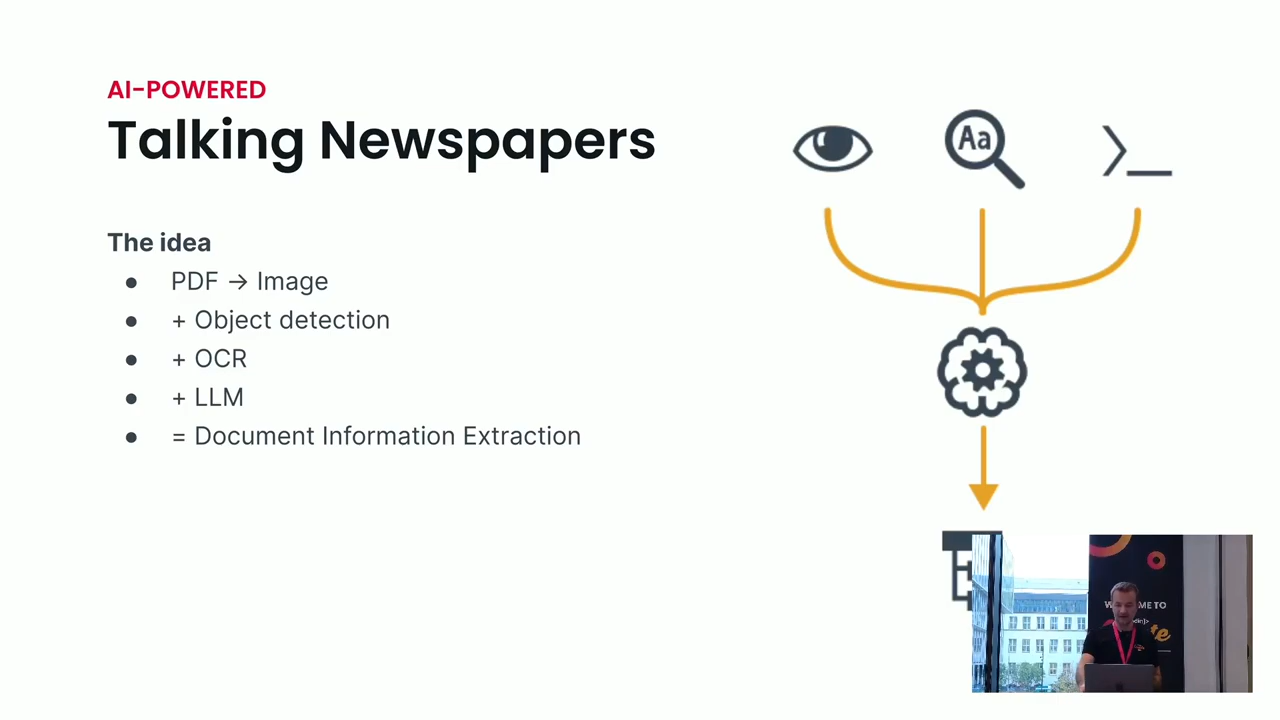 AI-POWERED
Talking Newspapers
The idea
● PDF → Image
● + Object detection
● + OCR
● + LLM
● = Document Information Extraction
Aa